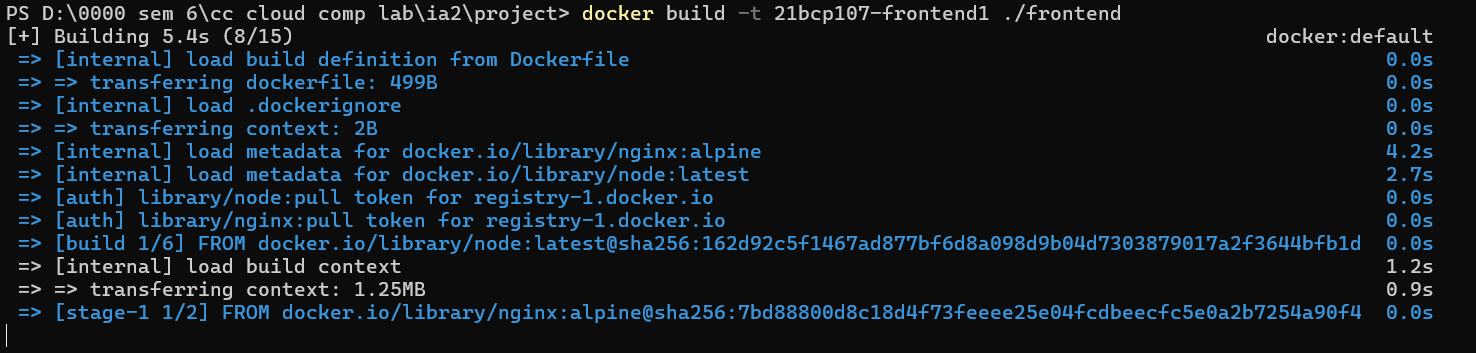 PS D:\0000 sem 6\cc cloud comp lab\ia2\project> docker build -t 21bcp107-frontend1 ./frontend
[+] Building 5.4s (8/15) docker:default
=> [internal] load build definition from Dockerfile 0.0s
=> => transferring dockerfile: 499B 0.0s
=> [internal] load .dockerignore 0.0s
=> => transferring context: 2B 0.0s
=> [internal] load metadata for docker.io/library/nginx:alpine 4.2s
=> [internal] load metadata for docker.io/library/node:latest 2.7s
=> [auth] library/node:pull token for registry-1.docker.io 0.0s
=> [auth] library/nginx:pull token for registry-1.docker.io 0.0s
=> [build 1/6] FROM docker.io/library/node:latest@sha256:162d92c5f1467ad877bf6d8a098d9b04d7303879017a2f3644bfb1d 0.0s
=> [internal] load build context 1.2s
=> => transferring context: 1.25MB 0.9s
=> [stage-1 1/2] FROM docker.io/library/nginx:alpine@sha256:7bd88800d8c18d4f73feeee25e04fcdbeecfc5e0a2b7254a90f4 0.0s